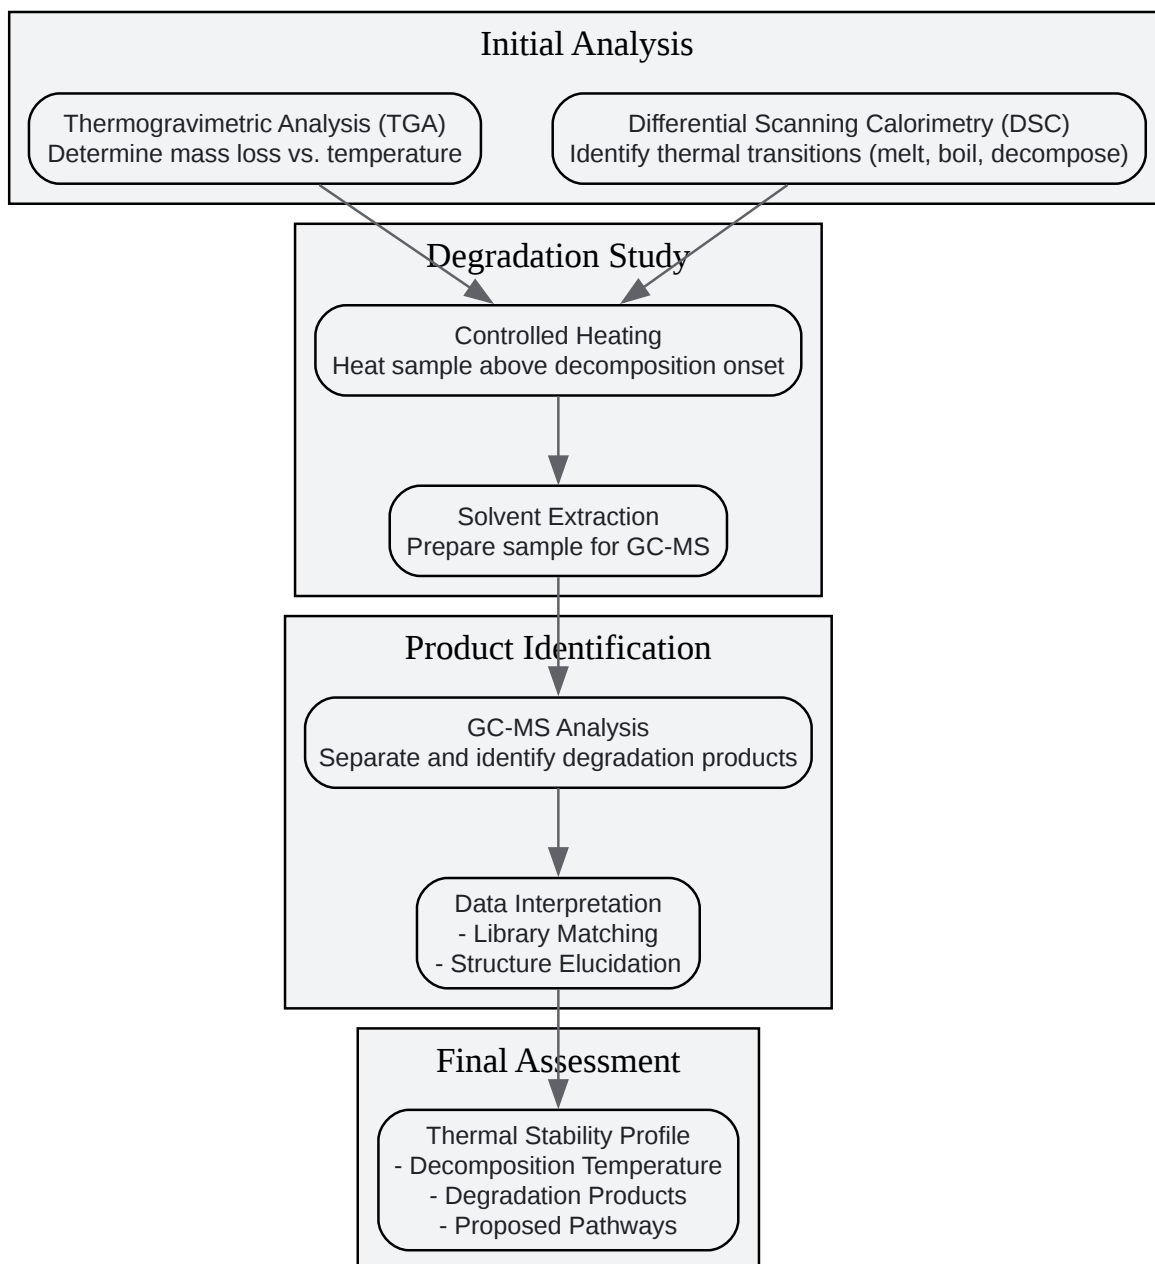 Initial Analysis
Thermogravimetric Analysis (TGA)
Determine mass loss vs. temperature
Differential Scanning Calorimetry (DSC)
Identify thermal transitions (melt, boil, decompose)
Degradation Study
Controlled Heating
Heat sample above decomposition onset
Solvent Extraction
Prepare sample for GC-MS
Product Identification
GC-MS Analysis
Separate and identify degradation products
Data Interpretation
- Library Matching
- Structure Elucidation
Final Assessment
Thermal Stability Profile
- Decomposition Temperature
- Degradation Products
- Proposed Pathways